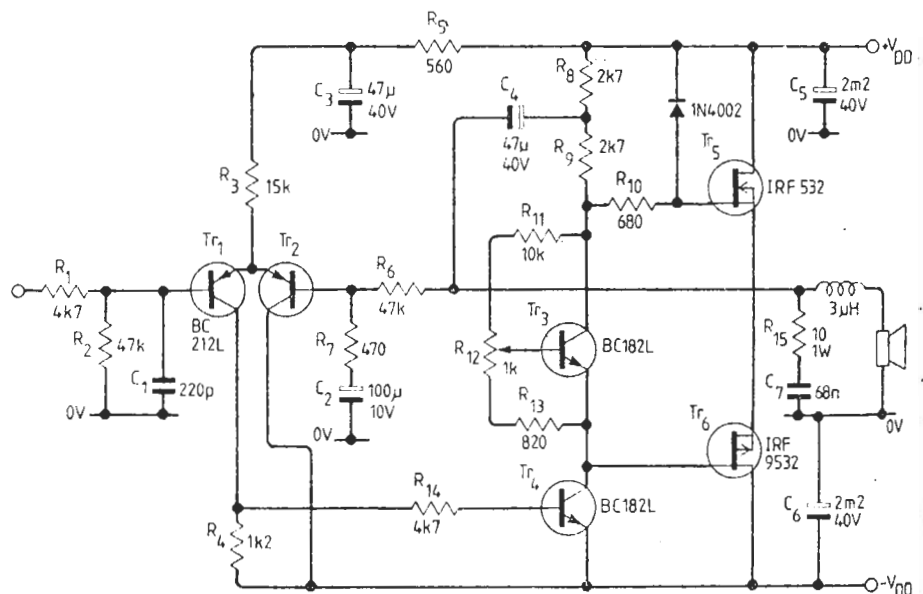 R5
560
+VDD
R8
2k7
C3
47µ
40V
0V
C4
47µ
40V
R9
2k7
1N4002
C5
2m2
40V
0V
Tr5
IRF 532
R3
15k
R10
680
R11
10k
Tr1
Tr2
R1
4k7
R6
47k
3µH
BC
212L
Tr3
BC182L
R15
10
1W
R2
47k
R7
470
R12
1k
C1
220p
C2
100µ
10V
C7
68n
0V
0V
0V
R13
820
Tr6
IRF
9532
Tr4
R14
4k7
BC182L
C6
2m2
40V
R4
1k2
-VDD